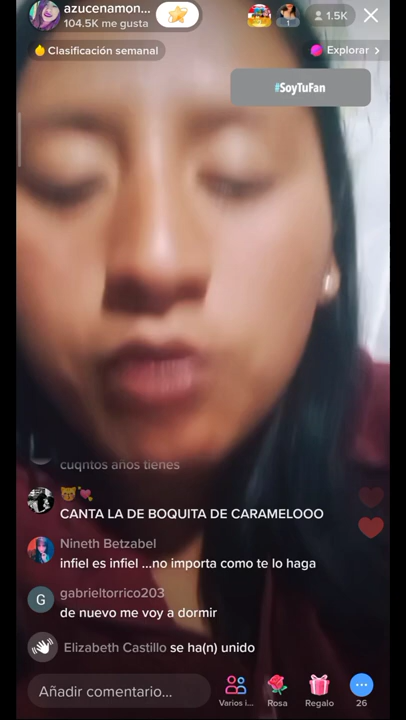 azucenamon...
104.5K me gusta
1
1.5K
Clasificación semanal
Explorar >
#SoyTuFan
cuqntos años tienes
CANTA LA DE BOQUITA DE CARAMELOOO
Nineth Betzabel
infiel es infiel ...no importa como te lo haga
G
gabrieltorrico203
de nuevo me voy a dormir
Elizabeth Castillo se ha(n) unido
Añadir comentario...
Varios i...
Rosa
Regalo
26